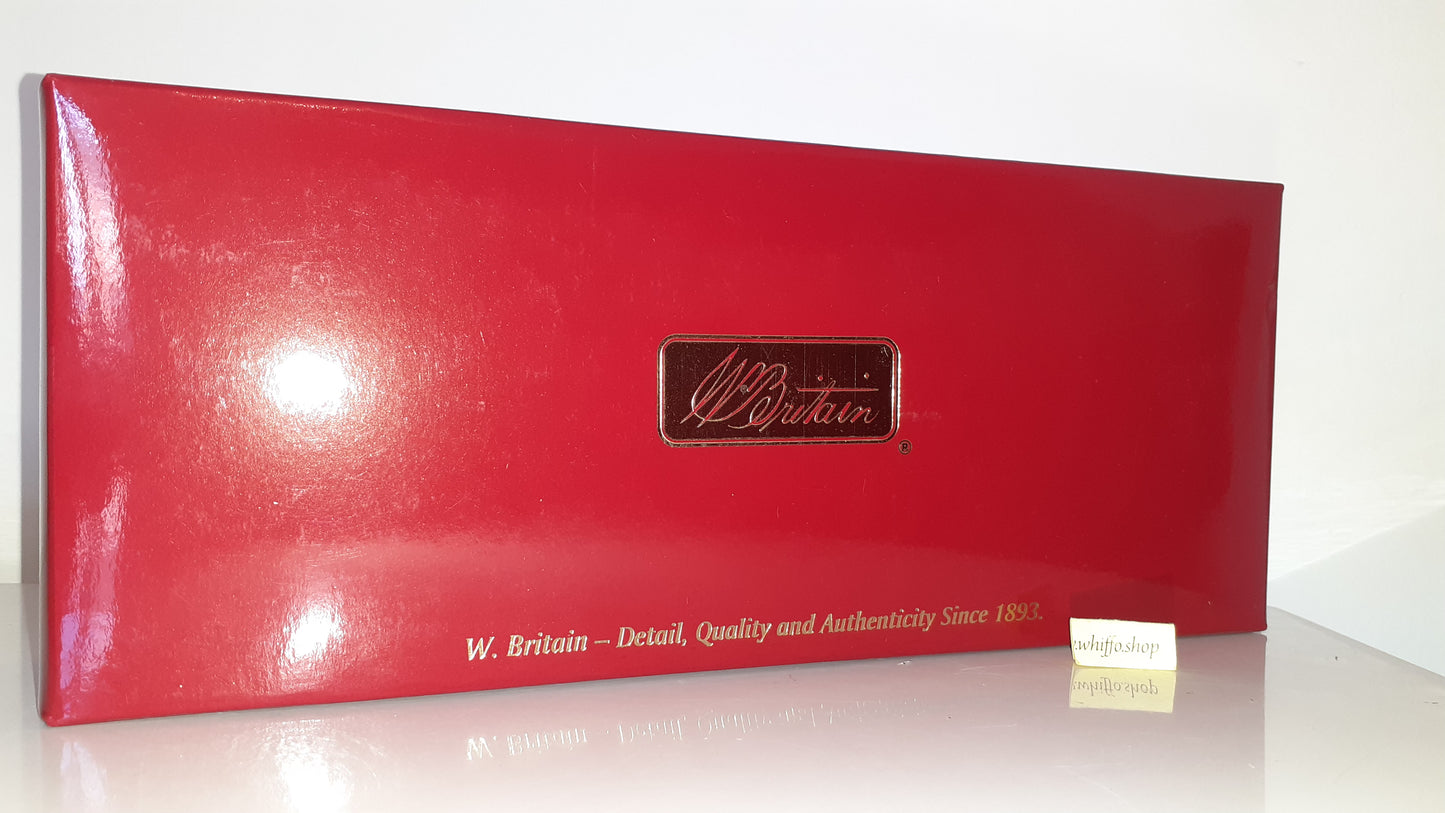 W. Britain
®
W. Britain – Detail, Quality and Authenticity Since 1893.
.whiffo.shop